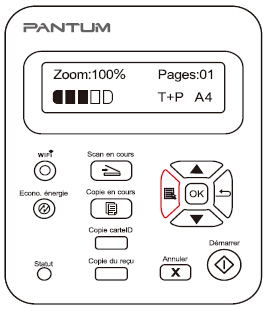 PANTUM
Zoom:100% Pages:01
T+P A4
WiFi Scan en cours
Econo. énergie Copie en cours
OK
Copie carteID
Démarrer
Statut Copie du reçu Annuler
X